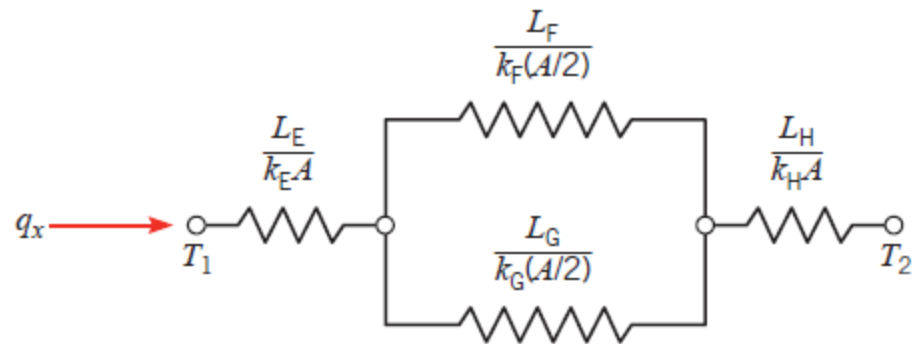 L_F
k_F(A/2)
L_E
k_E A
L_H
k_H A
q_x
T_1
T_2
L_G
k_G(A/2)